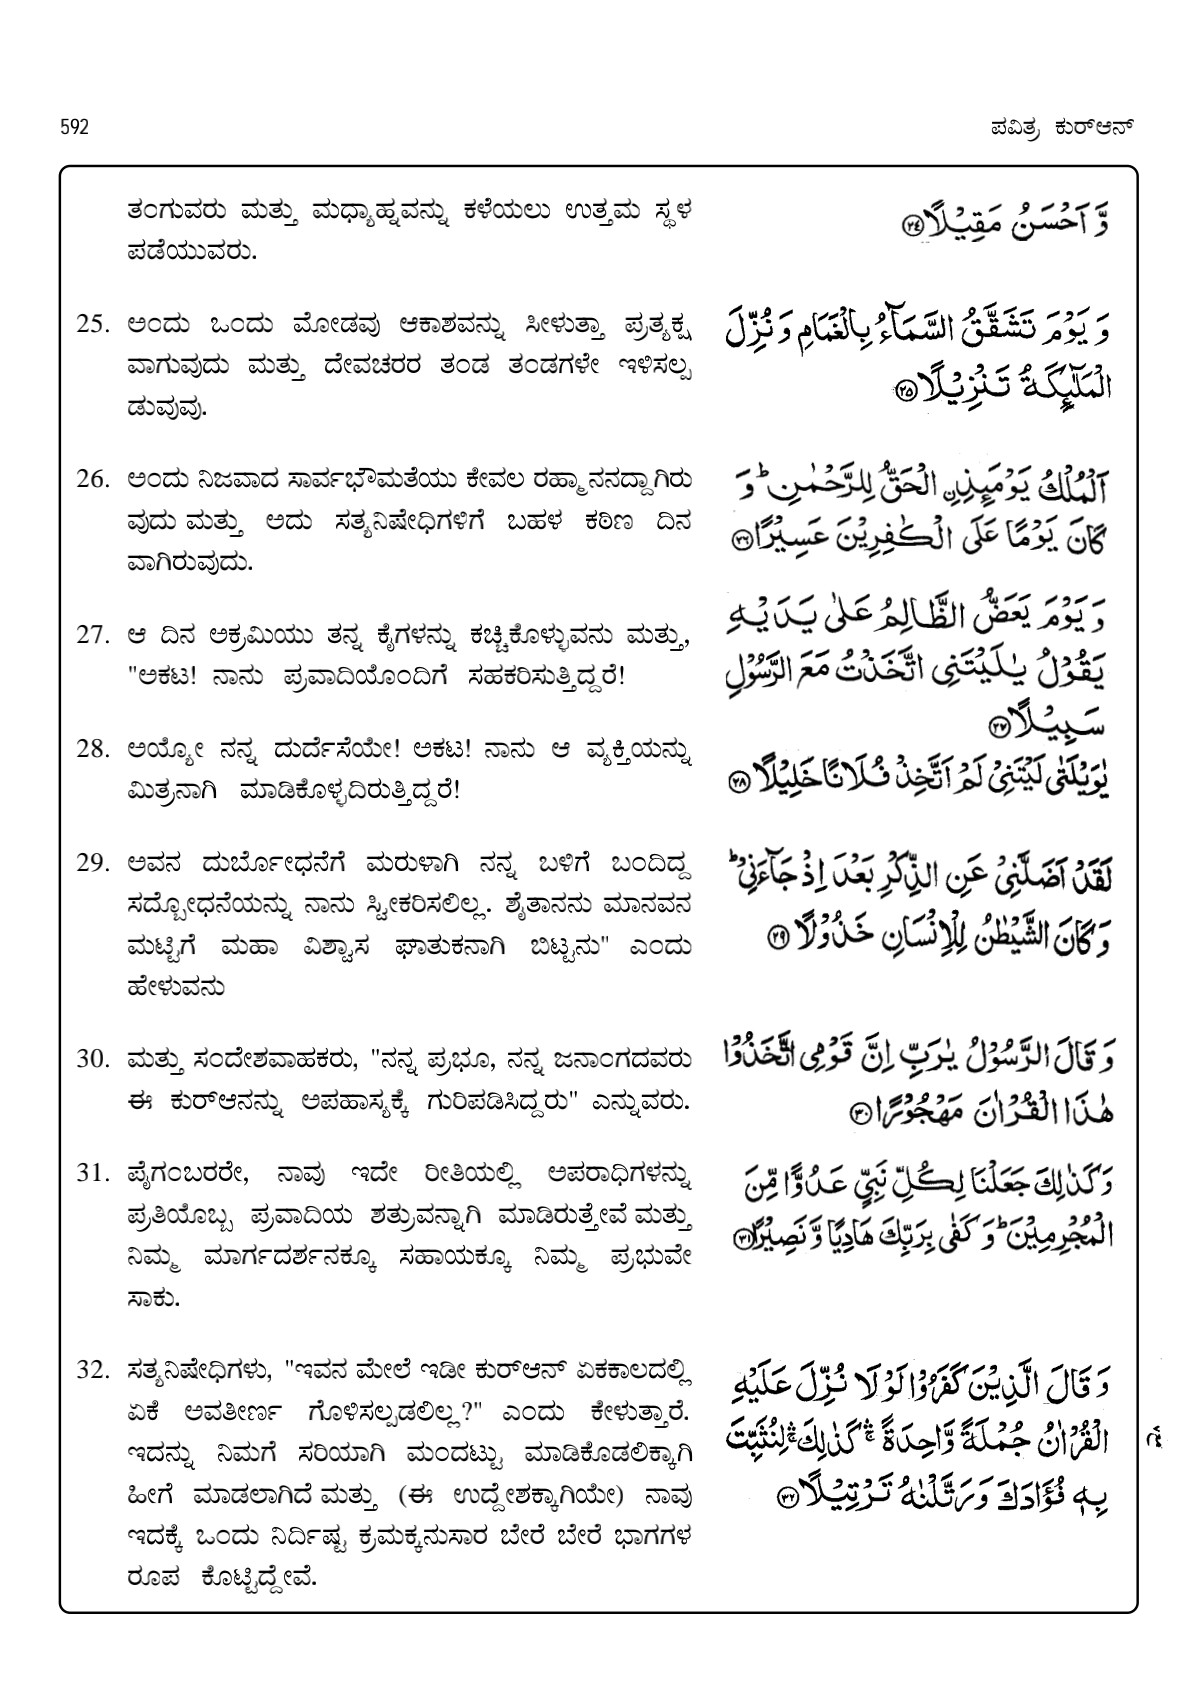 592
ಪವಿತ್ರ ಕುರ್‌ಆನ್
ತಂಗುವರು ಮತ್ತು ಮಧ್ಯಾಹ್ನವನ್ನು ಕಳೆಯಲು ಉತ್ತಮ ಸ್ಥಳ
ಪಡೆಯುವರು.
وَّ اَحْسَنُ مَقِيْلًا ﴿۲۴﴾
25. ಅಂದು ಒಂದು ಮೋಡವು ಆಕಾಶವನ್ನು ಸೀಳುತ್ತಾ ಪ್ರತ್ಯಕ್ಷ
ವಾಗುವುದು ಮತ್ತು ದೇವಚರರ ತಂಡ ತಂಡಗಳೇ ಇಳಿಸಲ್ಪ
ಡುವುವು.
وَ يَوْمَ تَشَقَّقُ السَّمَآءُ بِالْغَمَامِ وَ نُزِّلَ
الْمَلٰٓئِكَةُ تَنْزِيْلًا ﴿۲۵﴾
26. ಅಂದು ನಿಜವಾದ ಸಾರ್ವಭೌಮತೆಯು ಕೇವಲ ರಹ್ಮಾನನದ್ದಾಗಿರು
ವುದು ಮತ್ತು ಅದು ಸತ್ಯನಿಷೇಧಿಗಳಿಗೆ ಬಹಳ ಕಠಿಣ ದಿನ
ವಾಗಿರುವುದು.
اَلْمُلْكُ يَوْمَئِذِ ِۨالْحَقُّ لِلرَّحْمٰنِ ؕ وَ
كَانَ يَوْمًا عَلَى الْكٰفِرِيْنَ عَسِيْرًا ﴿۲۶﴾
27. ಆ ದಿನ ಅಕ್ರಮಿಯು ತನ್ನ ಕೈಗಳನ್ನು ಕಚ್ಚಿಕೊಳ್ಳುವನು ಮತ್ತು,
"ಅಕಟ! ನಾನು ಪ್ರವಾದಿಯೊಂದಿಗೆ ಸಹಕರಿಸುತ್ತಿದ್ದರೆ!
وَ يَوْمَ يَعَضُّ الظَّالِمُ عَلٰى يَدَيْهِ
يَقُوْلُ يٰلَيْتَنِى اتَّخَذْتُ مَعَ الرَّسُوْلِ
سَبِيْلًا ﴿۲۷﴾
28. ಅಯ್ಯೋ ನನ್ನ ದುರ್ದೆಸೆಯೇ! ಅಕಟ! ನಾನು ಆ ವ್ಯಕ್ತಿಯನ್ನು
ಮಿತ್ರನಾಗಿ ಮಾಡಿಕೊಳ್ಳದಿರುತ್ತಿದ್ದರೆ!
يٰوَيْلَتٰى لَيْتَنِىْ لَمْ اَتَّخِذْ فُلَانًا خَلِيْلًا ﴿۲۸﴾
29. ಅವನ ದುರ್ಬೋಧನೆಗೆ ಮರುಳಾಗಿ ನನ್ನ ಬಳಿಗೆ ಬಂದಿದ್ದ
ಸದ್ಬೋಧನೆಯನ್ನು ನಾನು ಸ್ವೀಕರಿಸಲಿಲ್ಲ. ಶೈತಾನನು ಮಾನವನ
ಮಟ್ಟಿಗೆ ಮಹಾ ವಿಶ್ವಾಸ ಘಾತುಕನಾಗಿ ಬಿಟ್ಟನು" ಎಂದು
ಹೇಳುವನು
لَقَدْ اَضَلَّنِىْ عَنِ الذِّكْرِ بَعْدَ اِذْ جَآءَنِىْ ؕ
وَ كَانَ الشَّيْطٰنُ لِلْاِنْسَانِ خَذُوْلًا ﴿۲۹﴾
30. ಮತ್ತು ಸಂದೇಶವಾಹಕರು, "ನನ್ನ ಪ್ರಭೂ, ನನ್ನ ಜನಾಂಗದವರು
ಈ ಕುರ್‌ಆನನ್ನು ಅಪಹಾಸ್ಯಕ್ಕೆ ಗುರಿಪಡಿಸಿದ್ದರು" ಎನ್ನುವರು.
وَ قَالَ الرَّسُوْلُ يٰرَبِّ اِنَّ قَوْمِى اتَّخَذُوْا
هٰذَا الْقُرْاٰنَ مَهْجُوْرًا ﴿۳۰﴾
31. ಪೈಗಂಬರರೇ, ನಾವು ಇದೇ ರೀತಿಯಲ್ಲಿ ಅಪರಾಧಿಗಳನ್ನು
ಪ್ರತಿಯೊಬ್ಬ ಪ್ರವಾದಿಯ ಶತ್ರುವನ್ನಾಗಿ ಮಾಡಿರುತ್ತೇವೆ ಮತ್ತು
ನಿಮ್ಮ ಮಾರ್ಗದರ್ಶನಕ್ಕೂ ಸಹಾಯಕ್ಕೂ ನಿಮ್ಮ ಪ್ರಭುವೇ
ಸಾಕು.
وَ كَذٰلِكَ جَعَلْنَا لِكُلِّ نَبِىٍّ عَدُوًّا مِّنَ
الْمُجْرِمِيْنَ ؕ وَ كَفٰى بِرَبِّكَ هَادِيًا وَّ نَصِيْرًا ﴿۳۱﴾
32. ಸತ್ಯನಿಷೇಧಿಗಳು, "ಇವನ ಮೇಲೆ ಇಡೀ ಕುರ್‌ಆನ್ ಏಕಕಾಲದಲ್ಲಿ
ಏಕೆ ಅವತೀರ್ಣ ಗೊಳಿಸಲ್ಪಡಲಿಲ್ಲ?" ಎಂದು ಕೇಳುತ್ತಾರೆ.
ಇದನ್ನು ನಿಮಗೆ ಸರಿಯಾಗಿ ಮಂದಟ್ಟು ಮಾಡಿಕೊಡಲಿಕ್ಕಾಗಿ
ಹೀಗೆ ಮಾಡಲಾಗಿದೆ ಮತ್ತು (ಈ ಉದ್ದೇಶಕ್ಕಾಗಿಯೇ) ನಾವು
ಇದಕ್ಕೆ ಒಂದು ನಿರ್ದಿಷ್ಟ ಕ್ರಮಕ್ಕನುಸಾರ ಬೇರೆ ಬೇರೆ ಭಾಗಗಳ
ರೂಪ ಕೊಟ್ಟಿದ್ದೇವೆ.
وَ قَالَ الَّذِيْنَ كَفَرُوْا لَوْلَا نُزِّلَ عَلَيْهِ
الْقُرْاٰنُ جُمْلَةً وَّاحِدَةً ۛۚ كَذٰلِكَ ۛۚ لِنُثَبِّتَ
بِهٖ فُؤَادَكَ وَ رَتَّلْنٰهُ تَرْتِيْلًا ﴿۳۲﴾